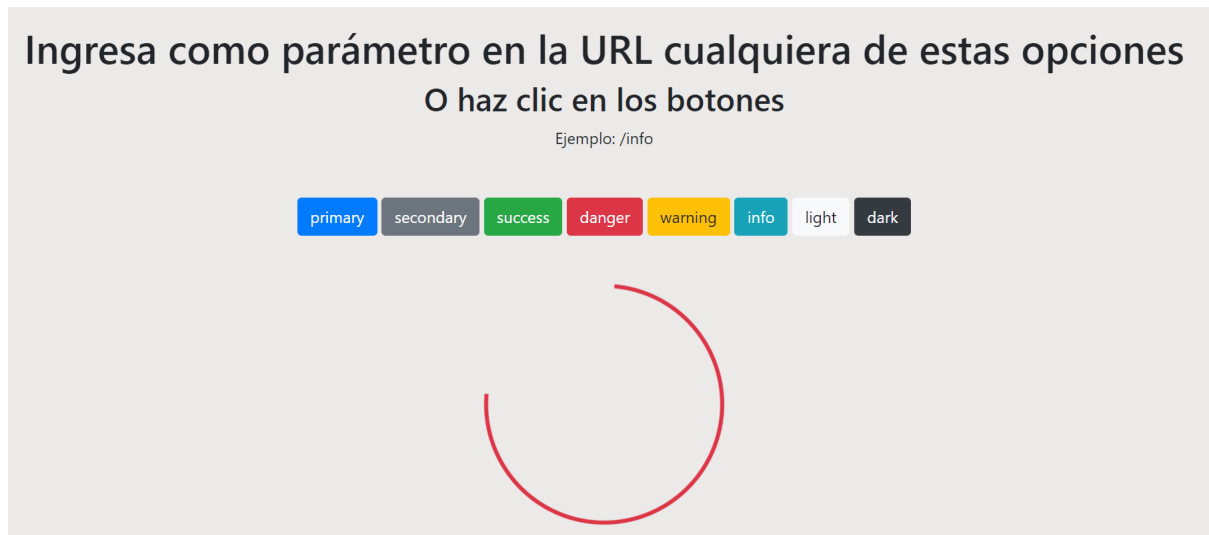 Ingresa como parámetro en la URL cualquiera de estas opciones
O haz clic en los botones
Ejemplo: /info
primary secondary success danger warning info light dark